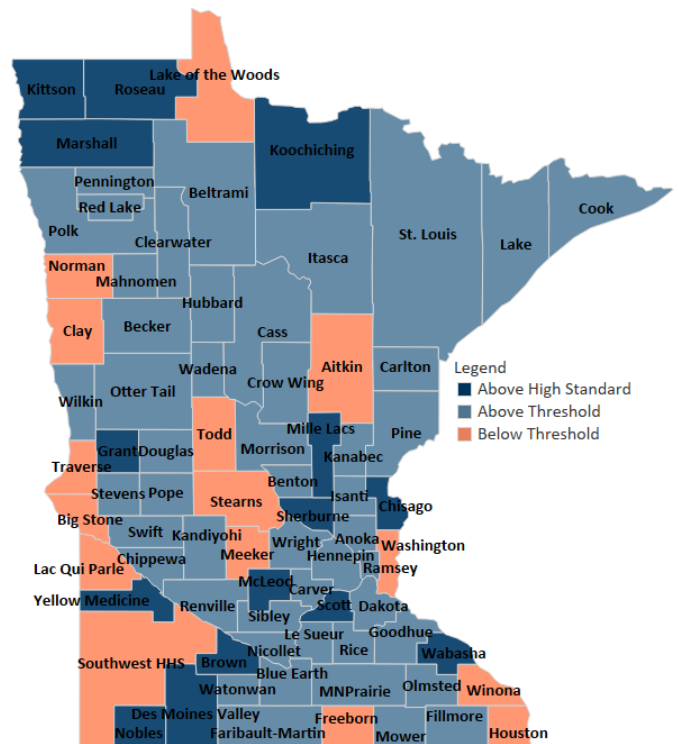 Lake of the Woods
Kittson
Roseau
Marshall
Koochiching
Pennington
Beltrami
Red Lake
Cook
Polk
St. Louis
Clearwater
Lake
Itasca
Norman
Mahnomen
Hubbard
Becker
Clay
Cass
Aitkin
Wadena
Carlton
Legend
Crow Wing
Above High Standard
Otter Tail
Wilkin
Above Threshold
Mille Lacs
Todd
Pine
Below Threshold
Grant
Douglas
Morrison
Kanabec
Traverse
Benton
Stevens
Pope
Stearns
Isanti
Chisago
Big Stone
Sherburne
Swift
Kandiyohi
Anoka
Wright
Washington
Meeker
Hennepin
Chippewa
Lac Qui Parle
Ramsey
McLeod
Carver
Yellow Medicine
Renville
Scott
Dakota
Sibley
Le Sueur
Goodhue
Nicollet
Rice
Wabasha
Southwest HHS
Brown
Blue Earth
Watonwan
MNPrairie
Olmsted
Winona
Des Moines Valley
Freeborn
Fillmore
Nobles
Faribault-Martin
Mower
Houston